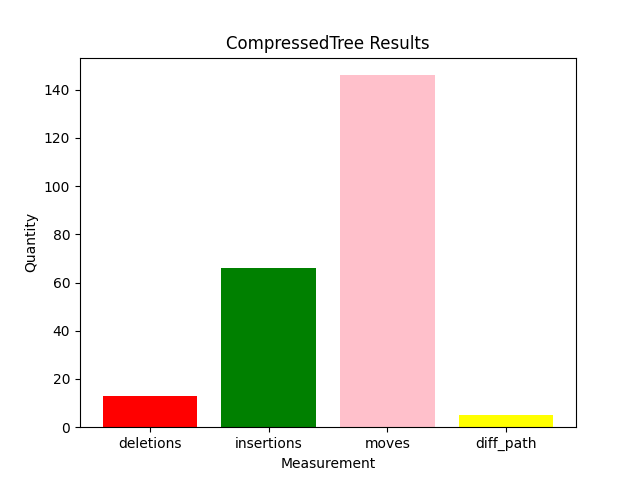 CompressedTree Results
140
120
100
80
60
40
20
0
Quantity
deletions insertions moves diff_path
Measurement